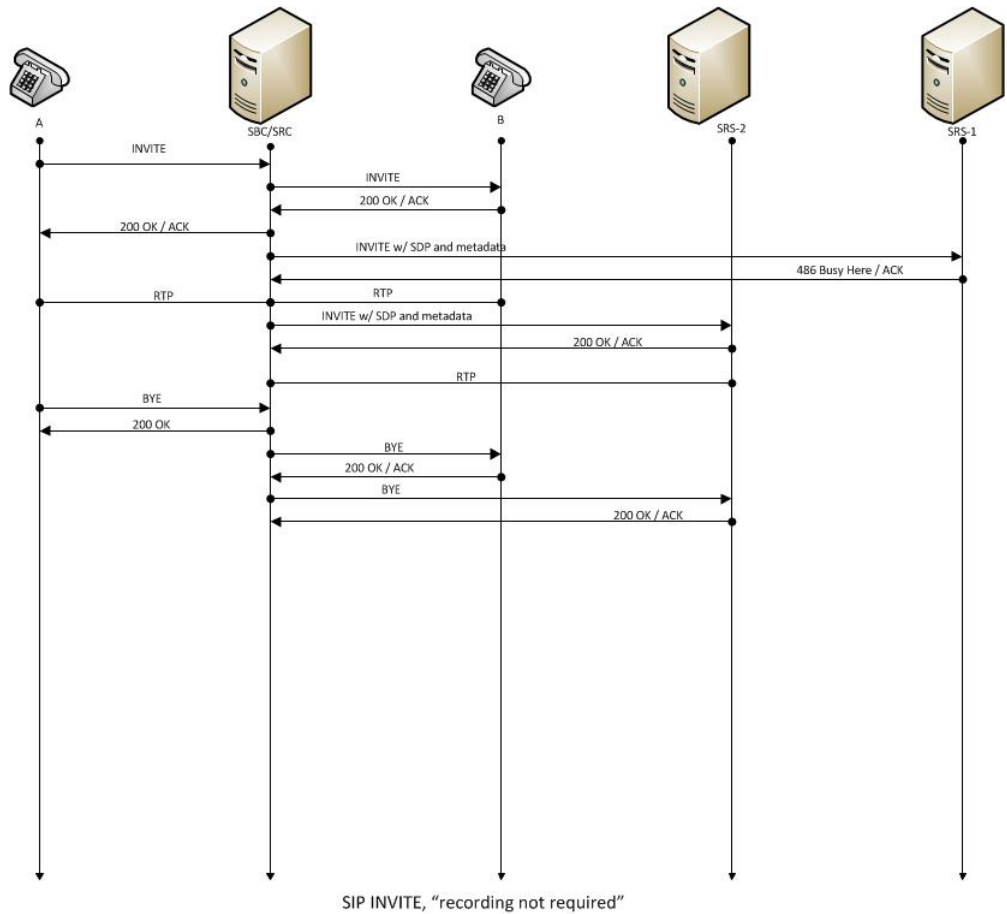 A
SBC/SRC
B
SRS-2
SRS-1
INVITE
INVITE
200 OK / ACK
200 OK / ACK
INVITE w/ SDP and metadata
486 Busy Here / ACK
RTP
RTP
INVITE w/ SDP and metadata
200 OK / ACK
RTP
BYE
200 OK
BYE
200 OK / ACK
BYE
200 OK / ACK
SIP INVITE, “recording not required”